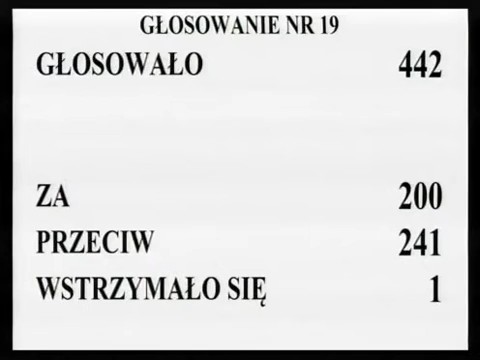 GŁOSOWANIE NR 19
GŁOSOWAŁO 442
ZA 200
PRZECIW 241
WSTRZYMAŁO SIĘ 1